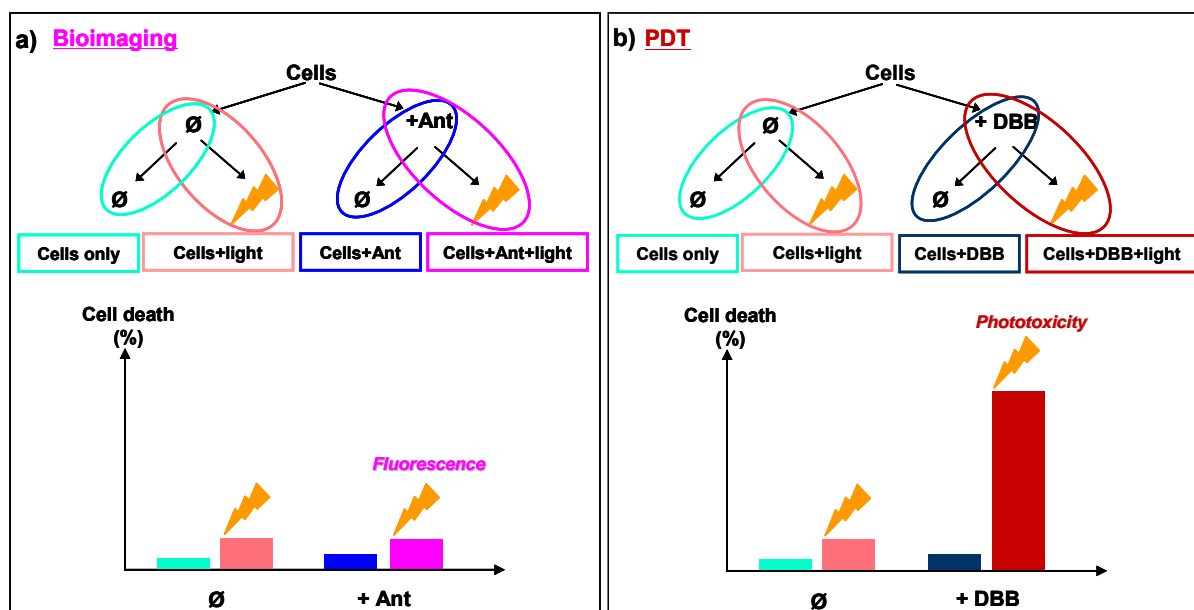 a) Bioimaging
Cells
Ø
+Ant
Ø
Cells only
Cells+light
Cells+Ant
Cells+Ant+light
Cell death
(%)
Fluorescence
Ø
+ Ant
b) PDT
Cells
Ø
+ DBB
Ø
Ø
Cells only
Cells+light
Cells+DBB
Cells+DBB+light
Cell death
(%)
Phototoxicity
Ø
+ DBB